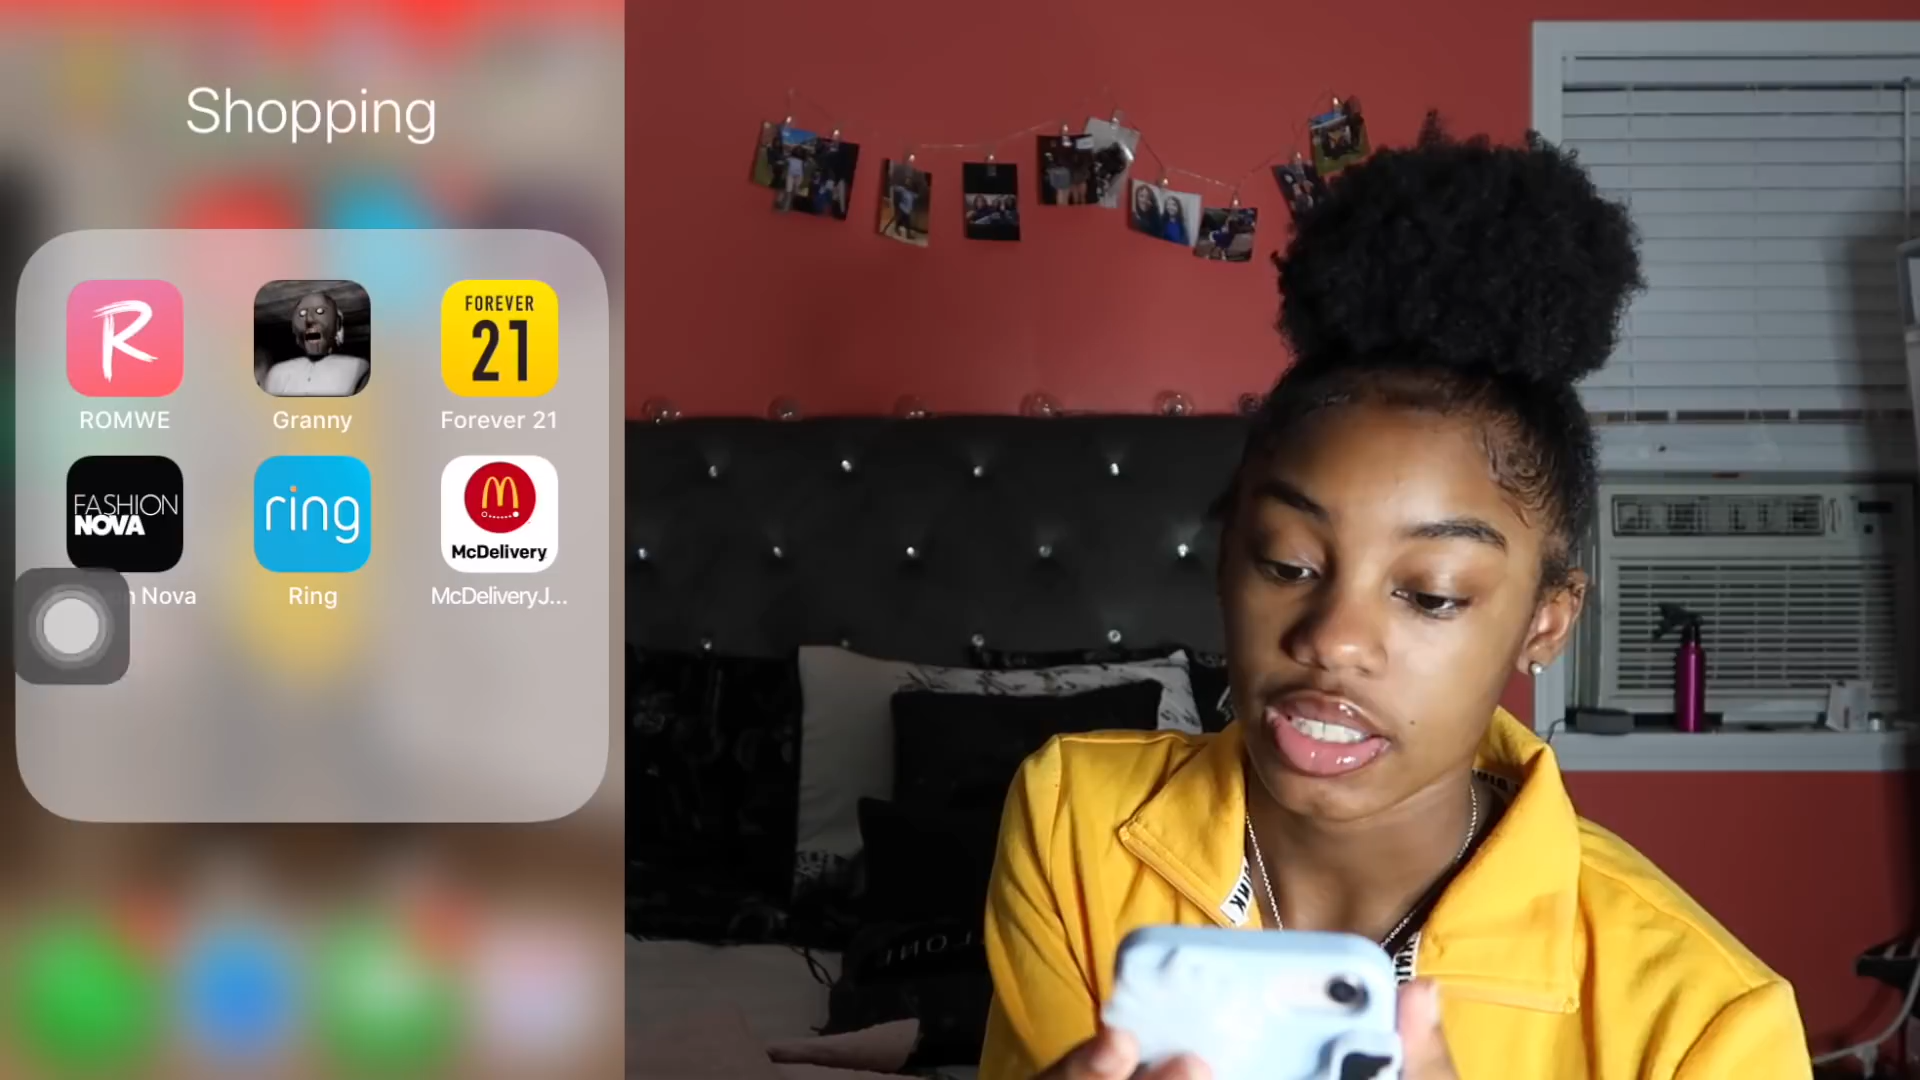 Shopping
R
FOREVER
21
ROMWE
Granny
Forever 21
FASHION
NOVA
ring
McDelivery
n Nova
Ring
McDeliveryJ...